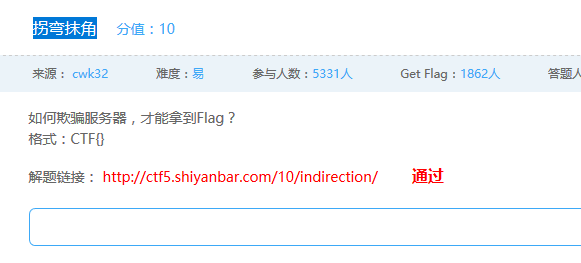 拐弯抹角 分值：10
来源： cwk32 难度：易 参与人数：5331人 Get Flag：1862人 答题人
如何欺骗服务器，才能拿到Flag？
格式：CTF{}
解题链接： http://ctf5.shiyanbar.com/10/indirection/ 通过